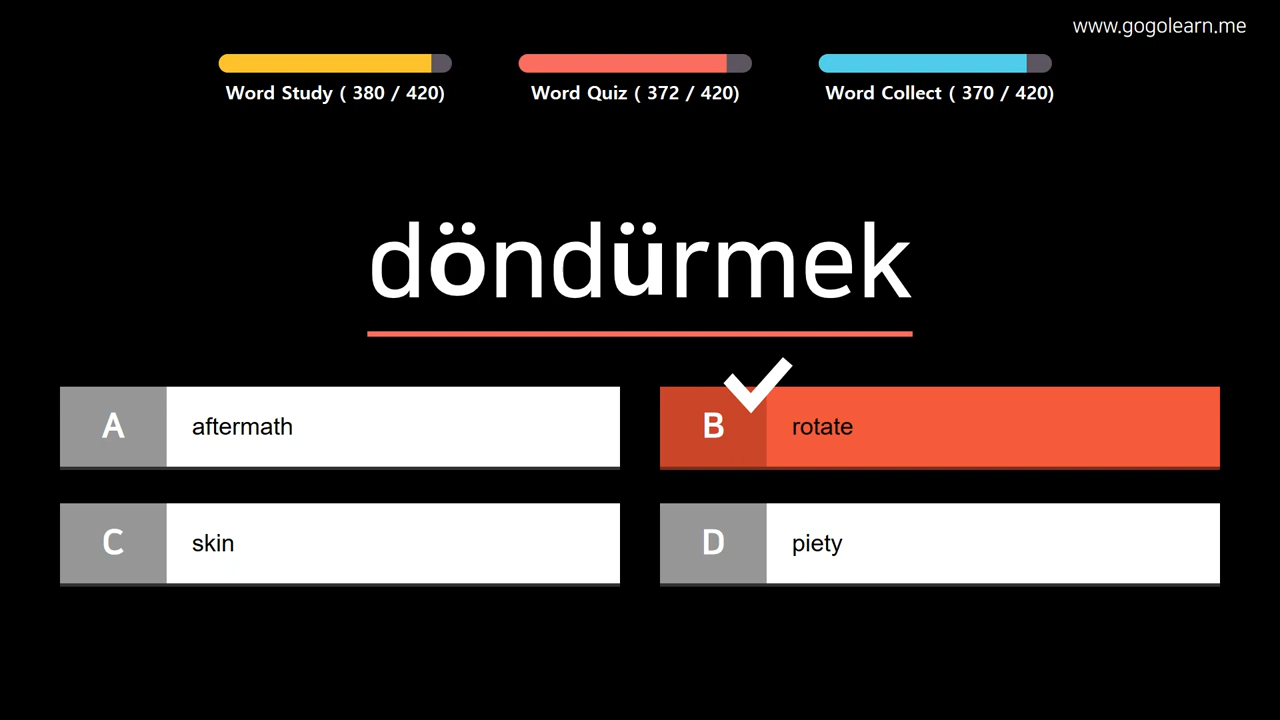 www.gogolearn.me
Word Study ( 380 / 420)
Word Quiz ( 372 / 420)
Word Collect ( 370 / 420)
döndürmek
A aftermath
B rotate
C skin
D piety